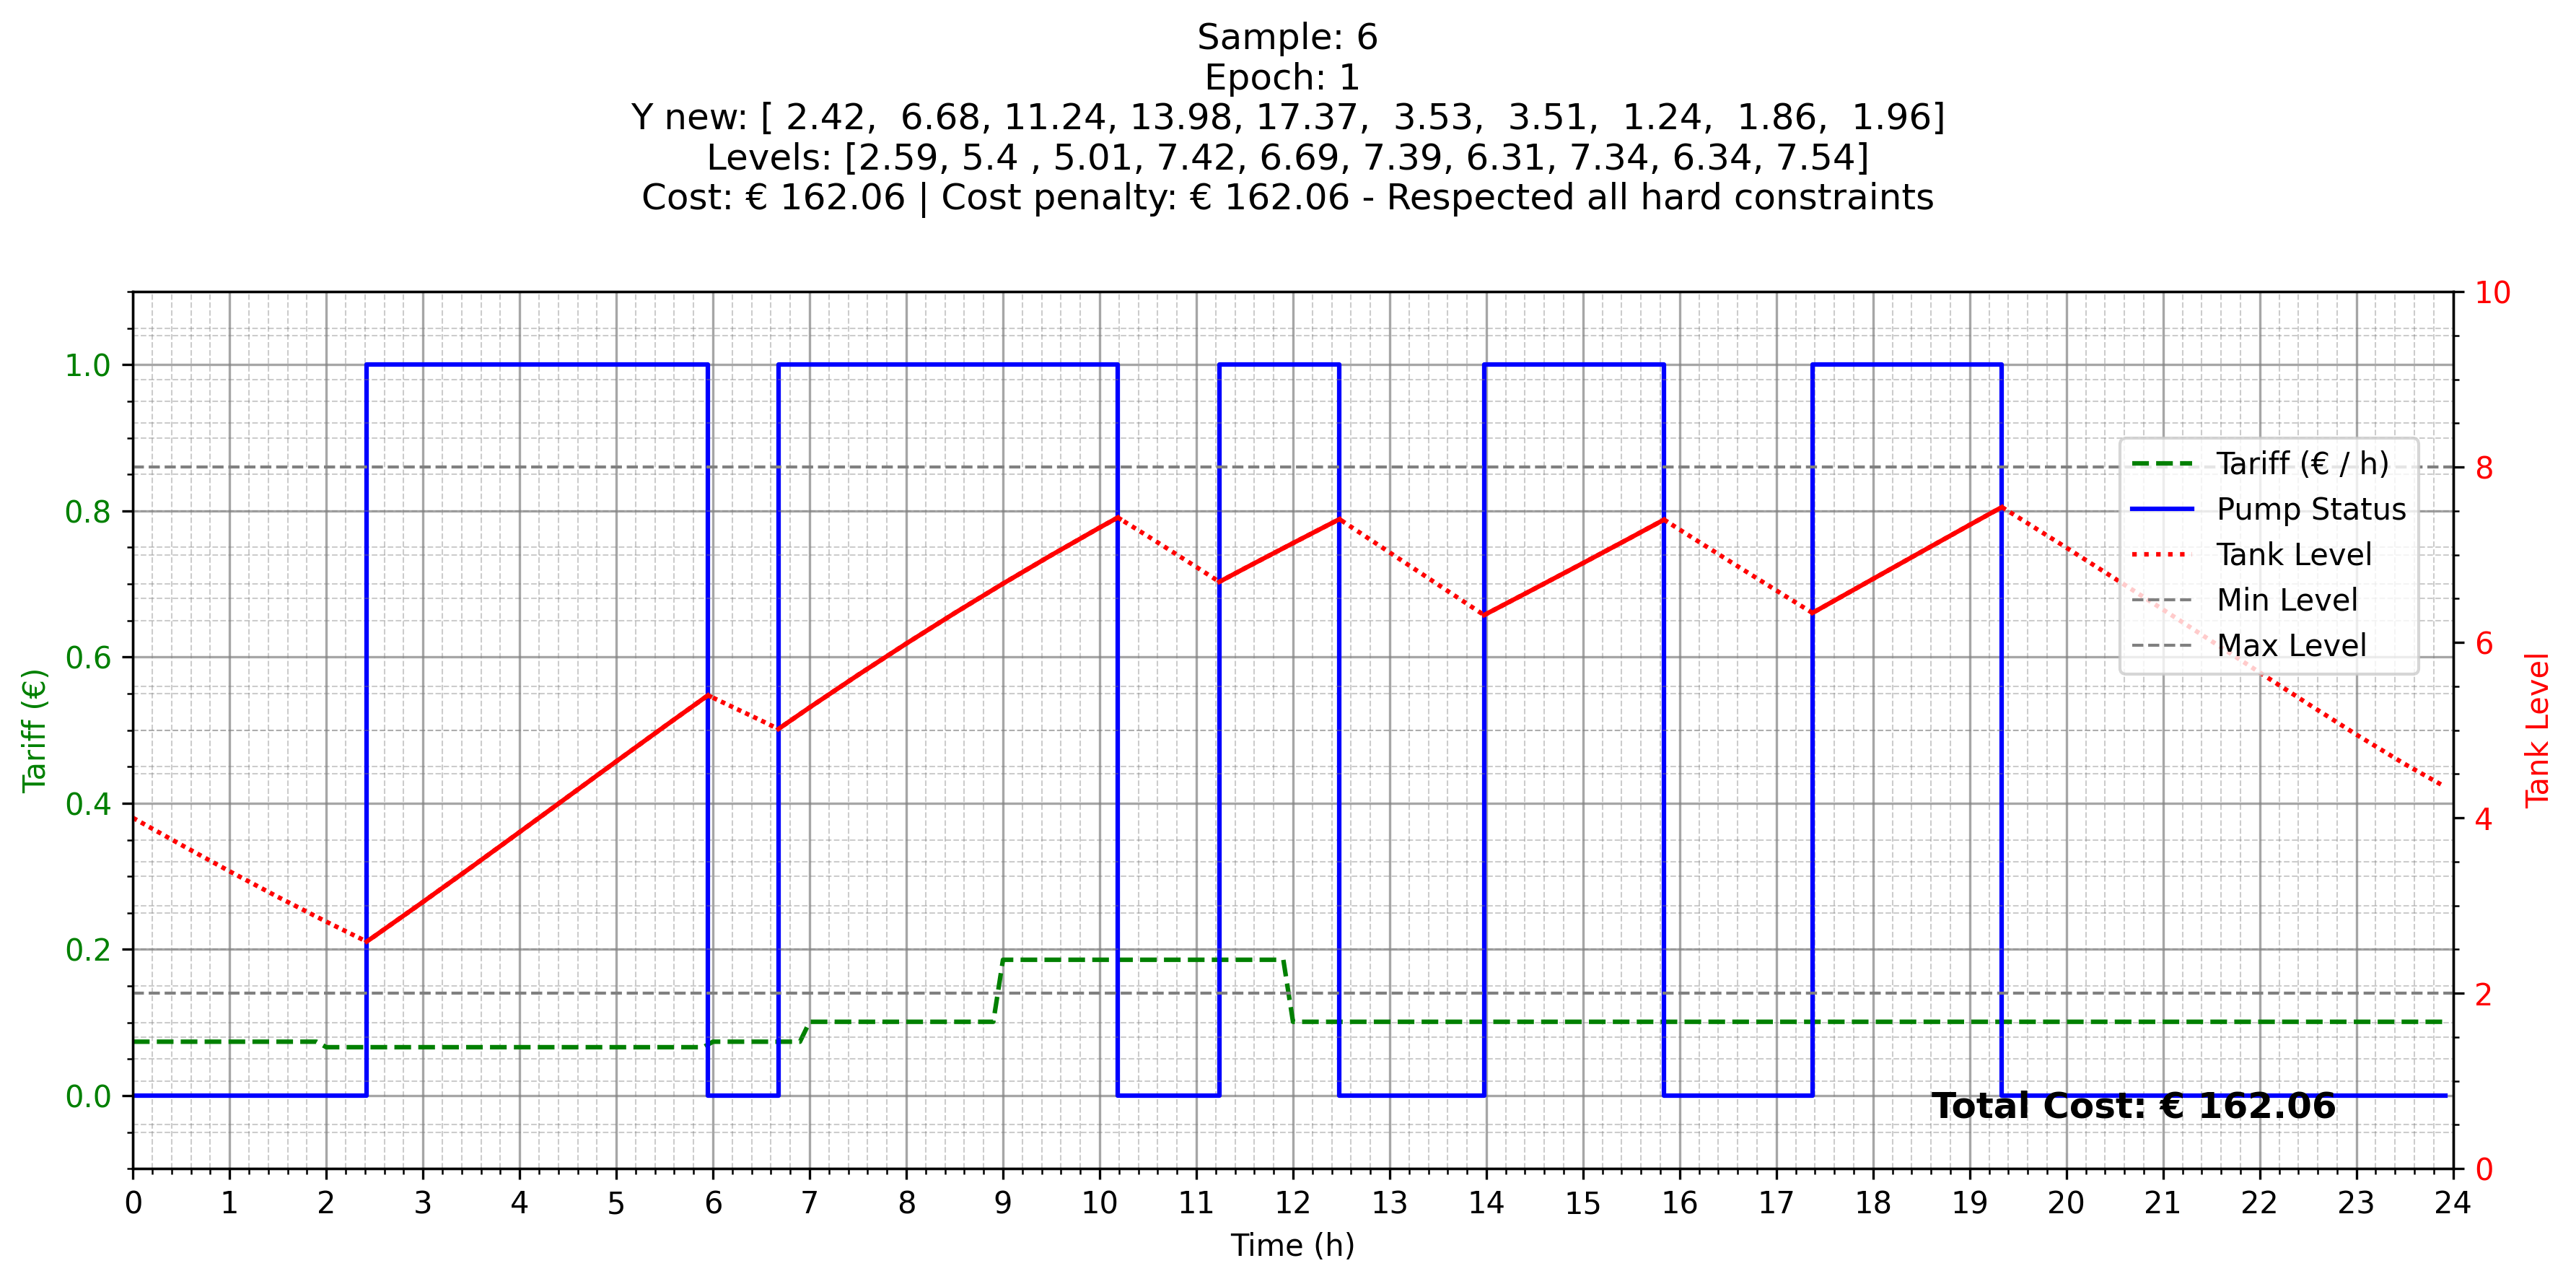 Sample: 6
Epoch: 1
Y new: [ 2.42,  6.68, 11.24, 13.98, 17.37,  3.53,  3.51,  1.24,  1.86,  1.96]
Levels: [2.59, 5.4 , 5.01, 7.42, 6.69, 7.39, 6.31, 7.34, 6.34, 7.54]
Cost: € 162.06 | Cost penalty: € 162.06 - Respected all hard constraints
1.0
0.8
0.6
0.4
0.2
0.0
Tariff (€)
10
8
6
4
2
0
Tank Level
Tariff (€ / h)
Pump Status
Tank Level
Min Level
Max Level
Total Cost: € 162.06
0 1 2 3 4 5 6 7 8 9 10 11 12 13 14 15 16 17 18 19 20 21 22 23 24
Time (h)